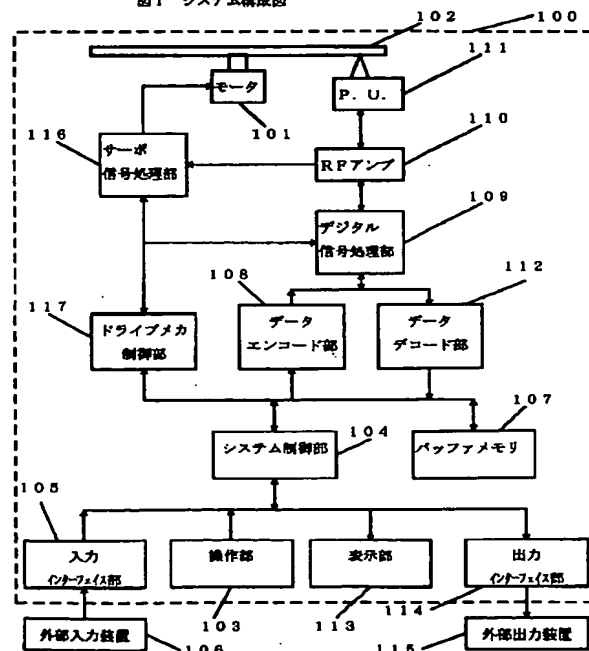 図1 システム構成図
102
100
111
モータ
P. U.
101
116
110
サーボ
信号処理部
RFアンプ
109
デジタル
信号処理部
108
112
117
ドライブメカ
制御部
データ
エンコード部
データ
デコード部
107
104
システム制御部
バッファメモリ
105
入力
インターフェイス部
操作部
表示部
出力
インターフェイス部
114
外部入力装置
106
103
113
115
外部出力装置